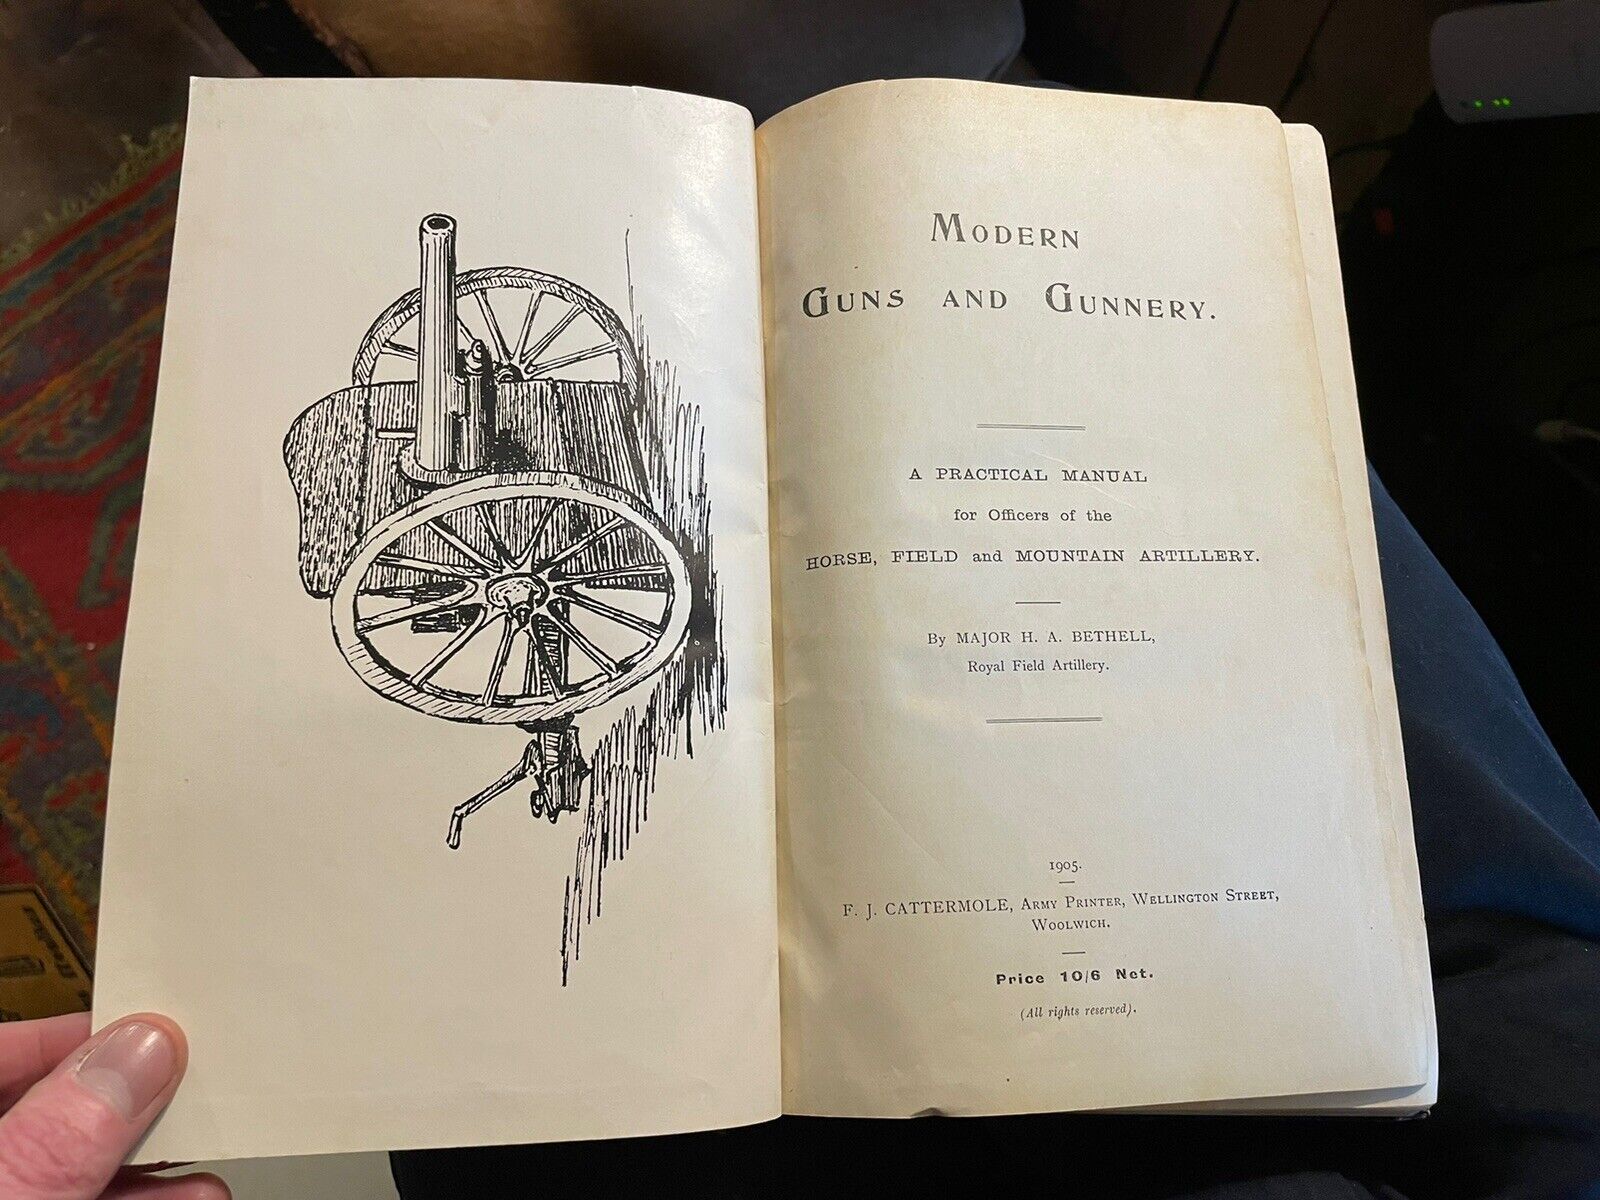 MODERN
GUNS AND GUNNERY.
A PRACTICAL MANUAL
for Officers of the
HORSE, FIELD and MOUNTAIN ARTILLERY.
By MAJOR H. A. BETHELL,
Royal Field Artillery.
1905.
F. J. CATTERMOLE, ARMY PRINTER, WELLINGTON STREET,
WOOLWICH.
Price 10/6 Net.
(All rights reserved).